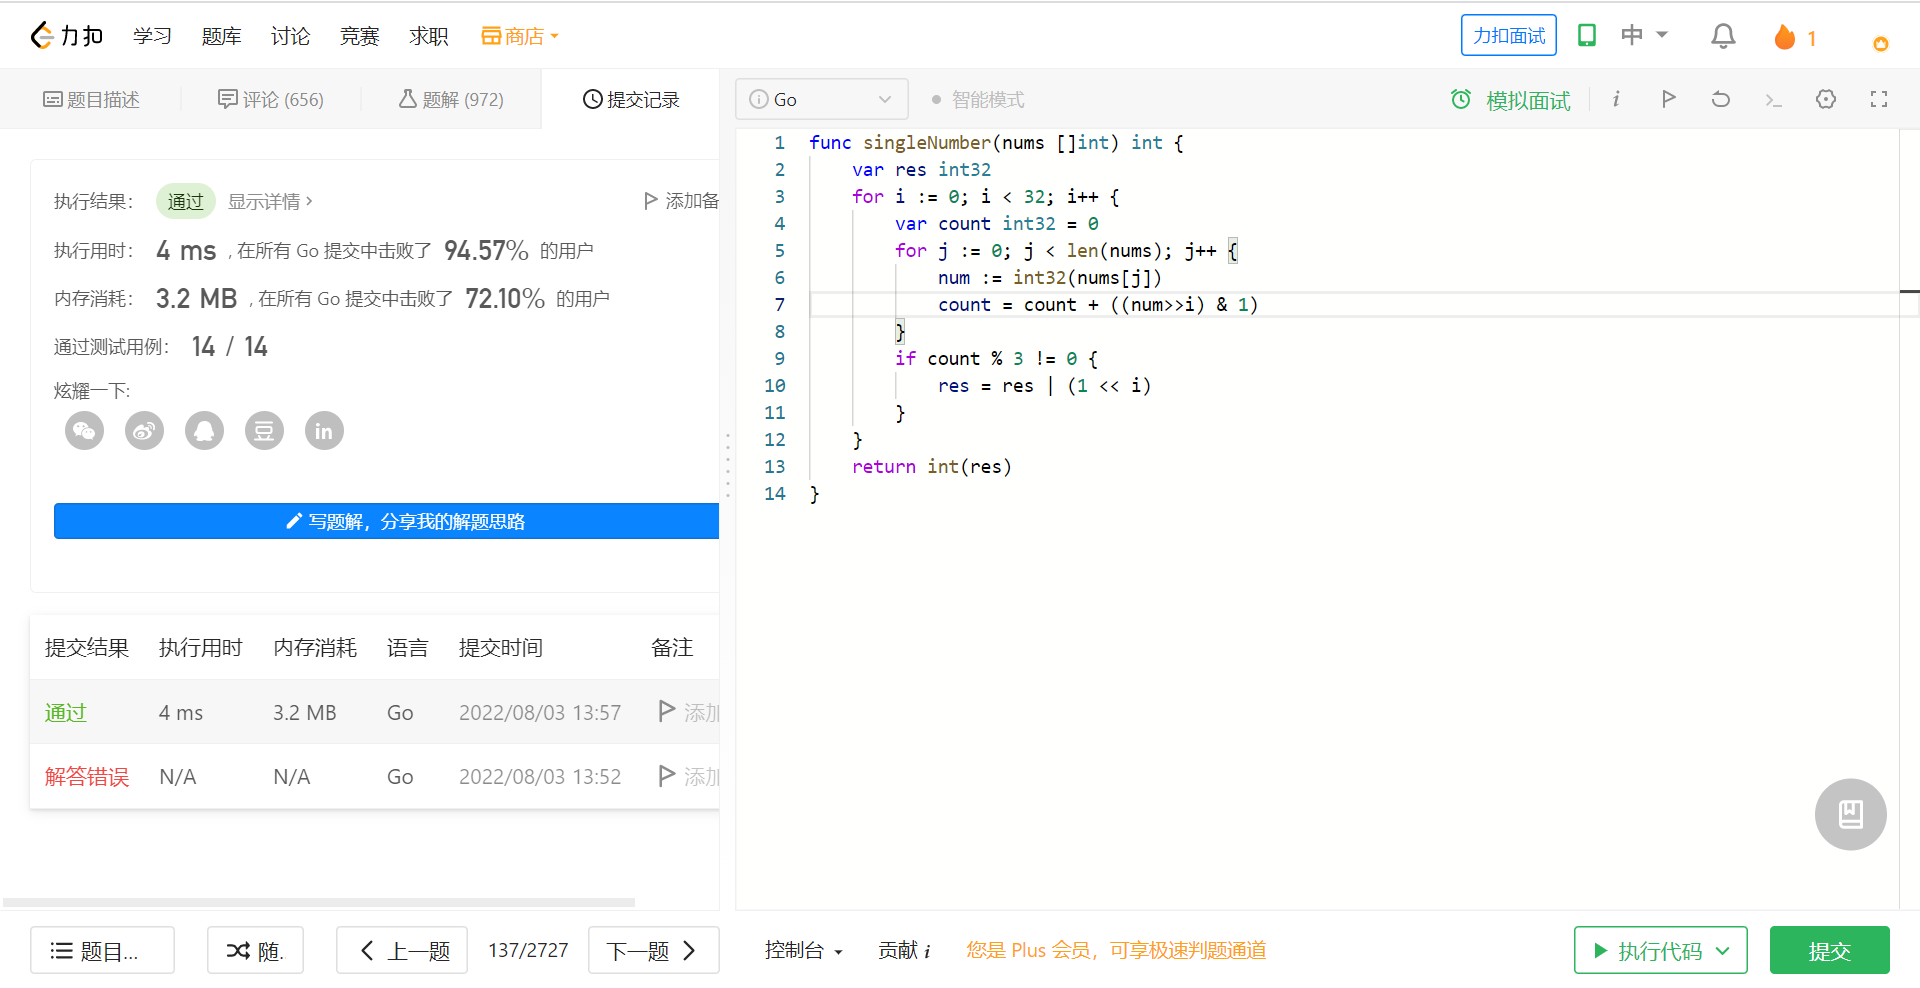 力扣 学习 题库 讨论 竞赛 求职 商店 力扣面试 中 1
题目描述 评论 (656) 题解 (972) 提交记录 Go 智能模式 模拟面试 i
执行结果： 通过 显示详情 › 添加备
执行用时： 4 ms , 在所有 Go 提交中击败了 94.57% 的用户
内存消耗： 3.2 MB , 在所有 Go 提交中击败了 72.10% 的用户
通过测试用例： 14 / 14
炫耀一下:
豆 in
写题解，分享我的解题思路
提交结果 执行用时 内存消耗 语言 提交时间 备注
通过 4 ms 3.2 MB Go 2022/08/03 13:57 添加
解答错误 N/A N/A Go 2022/08/03 13:52 添加
1 func singleNumber(nums []int) int {
2 var res int32
3 for i := 0; i < 32; i++ {
4 var count int32 = 0
5 for j := 0; j < len(nums); j++ {
6 num := int32(nums[j])
7 count = count + ((num>>i) & 1)
8 }
9 if count % 3 != 0 {
10 res = res | (1 << i)
11 }
12 }
13 return int(res)
14 }
题目... 随. 上一题 137/2727 下一题 控制台 贡献 i 您是 Plus 会员，可享极速判题通道 执行代码 提交